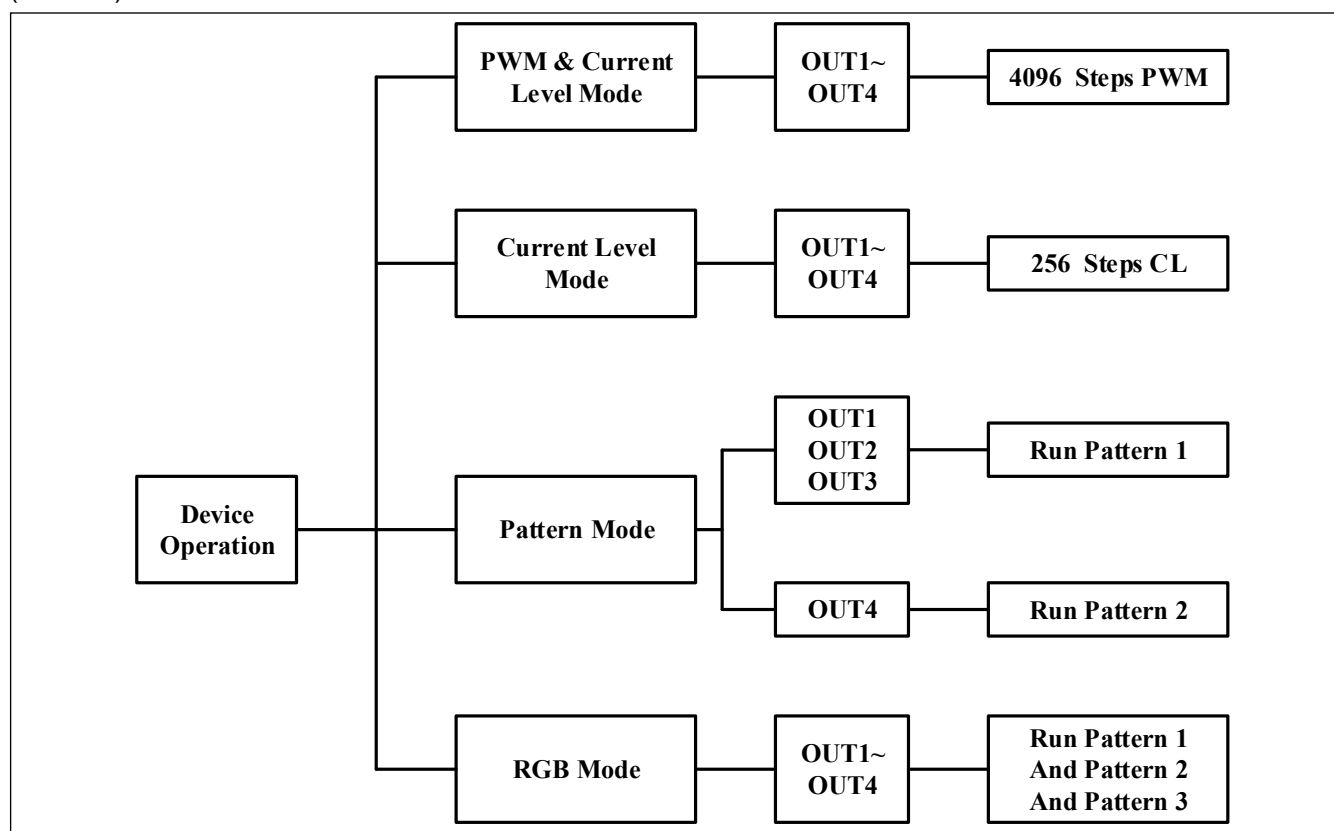 PWM & Current
Level Mode
OUT1~
OUT4
4096 Steps PWM
Current Level
Mode
OUT1~
OUT4
256 Steps CL
Device
Operation
Pattern Mode
OUT1
OUT2
OUT3
Run Pattern 1
OUT4
Run Pattern 2
RGB Mode
OUT1~
OUT4
Run Pattern 1
And Pattern 2
And Pattern 3